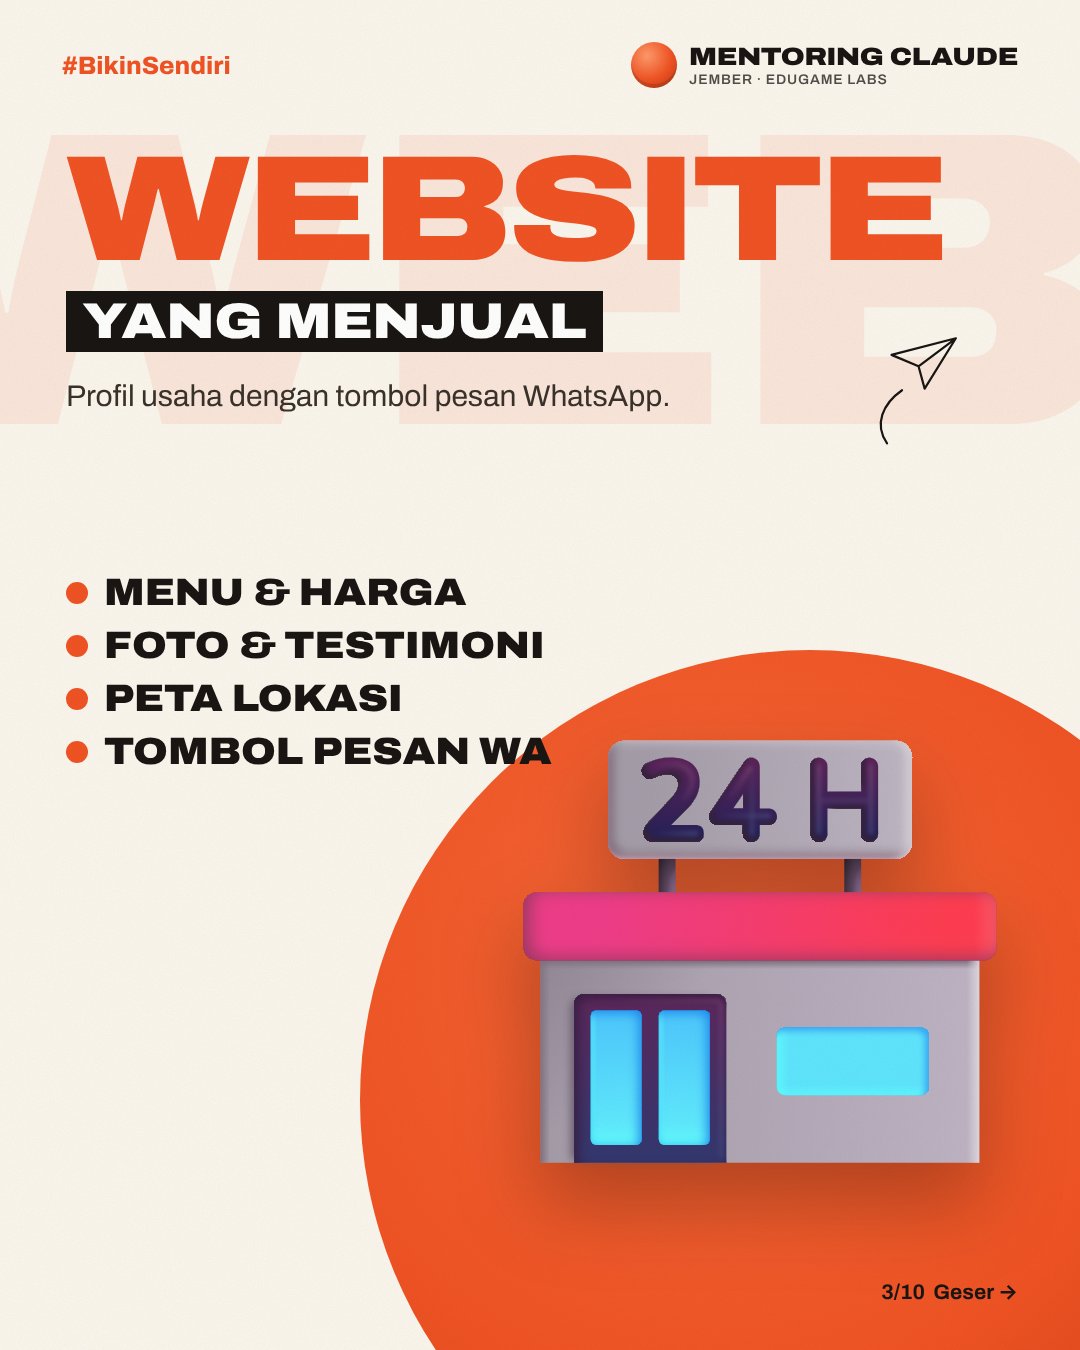 #BikinSendiri
MENTORING CLAUDE
JEMBER · EDUGAME LABS
WEB
WEBSITE
YANG MENJUAL
Profil usaha dengan tombol pesan WhatsApp.
MENU & HARGA
FOTO & TESTIMONI
PETA LOKASI
TOMBOL PESAN WA
24 H
3/10 Geser →